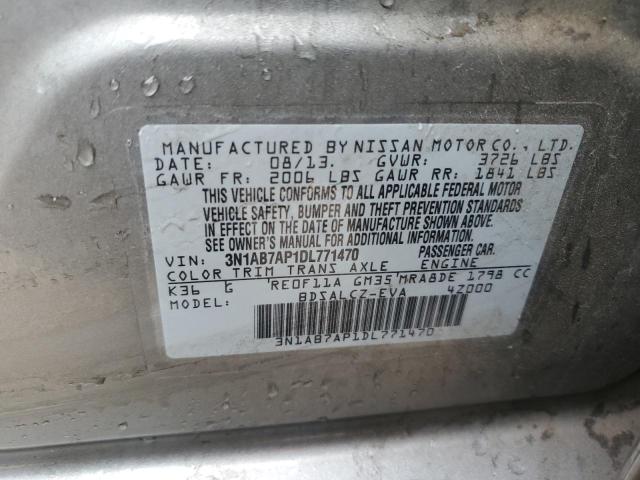 MANUFACTURED BY NISSAN MOTOR CO., LTD.
DATE: 08/13. GVWR: 3726 LBS
GAWR FR: 2006 LBS GAWR RR: 1841 LBS
THIS VEHICLE CONFORMS TO ALL APPLICABLE FEDERAL MOTOR
VEHICLE SAFETY, BUMPER AND THEFT PREVENTION STANDARDS
IN EFFECT ON THE DATE OF MANUFACTURE SHOWN ABOVE.
SEE OWNER'S MANUAL FOR ADDITIONAL INFORMATION.
VIN: 3N1AB7AP1DL771470 PASSENGER CAR.
COLOR TRIM TRANS AXLE ENGINE
K36 G RE0F11A GM35 MRA8DE 1798 CC
MODEL: BDSALCZ-EVA 4Z000
3N1AB7AP1DL771470